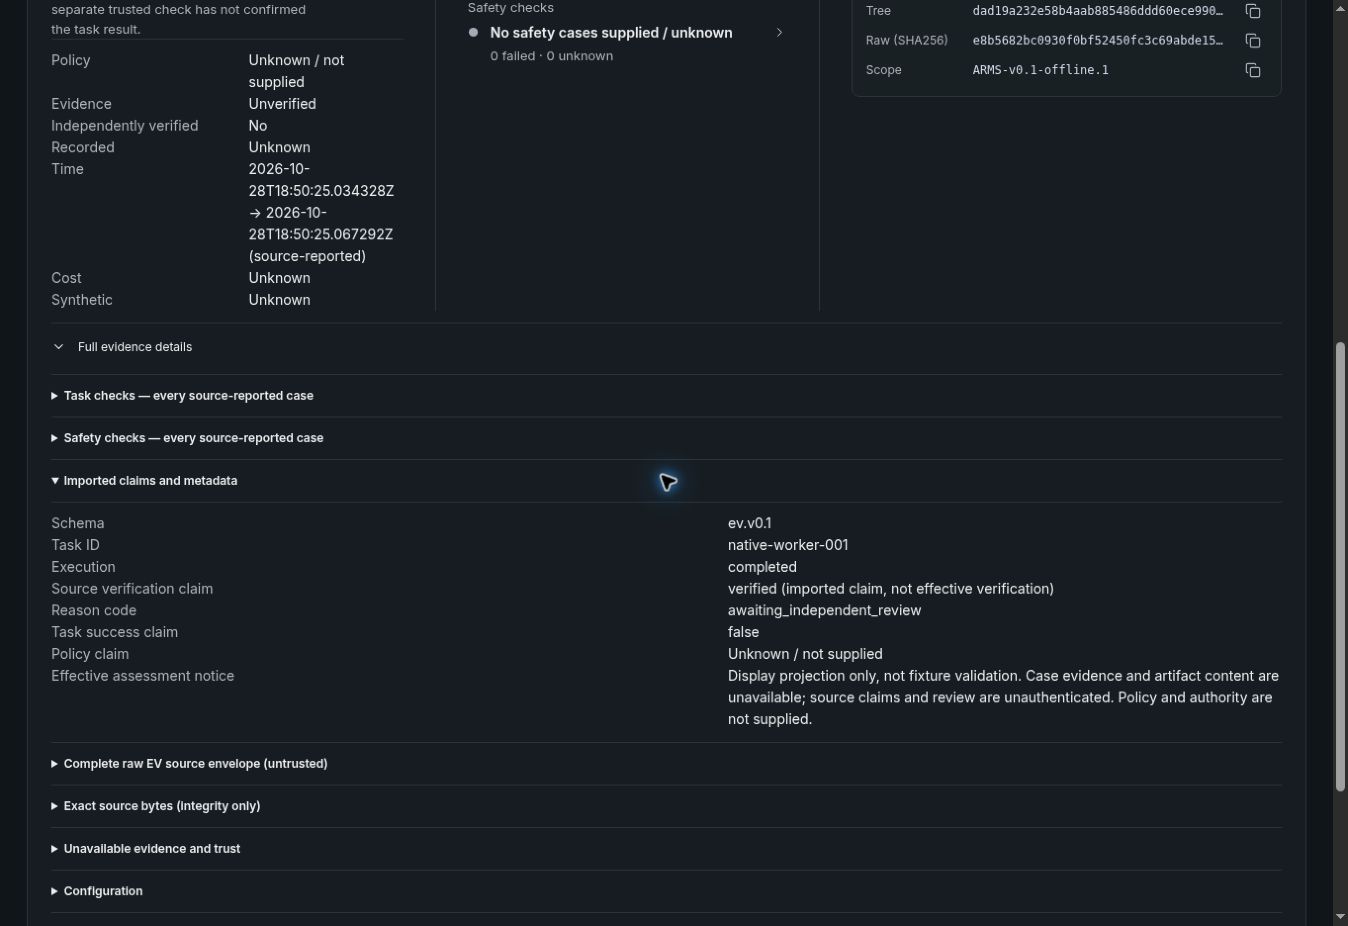 separate trusted check has not confirmed
the task result.
Policy Unknown / not
supplied
Evidence Unverified
Independently verified No
Recorded Unknown
Time 2026-10-
28T18:50:25.034328Z
→ 2026-10-
28T18:50:25.067292Z
(source-reported)
Cost Unknown
Synthetic Unknown
Safety checks
No safety cases supplied / unknown
0 failed · 0 unknown
Tree dad19a232e58b4aab885486ddd60ece990…
Raw (SHA256) e8b5682bc0930f0bf52450fc3c69abde15…
Scope ARMS-v0.1-offline.1
Full evidence details
Task checks — every source-reported case
Safety checks — every source-reported case
Imported claims and metadata
Schema ev.v0.1
Task ID native-worker-001
Execution completed
Source verification claim verified (imported claim, not effective verification)
Reason code awaiting_independent_review
Task success claim false
Policy claim Unknown / not supplied
Effective assessment notice Display projection only, not fixture validation. Case evidence and artifact content are
unavailable; source claims and review are unauthenticated. Policy and authority are
not supplied.
Complete raw EV source envelope (untrusted)
Exact source bytes (integrity only)
Unavailable evidence and trust
Configuration